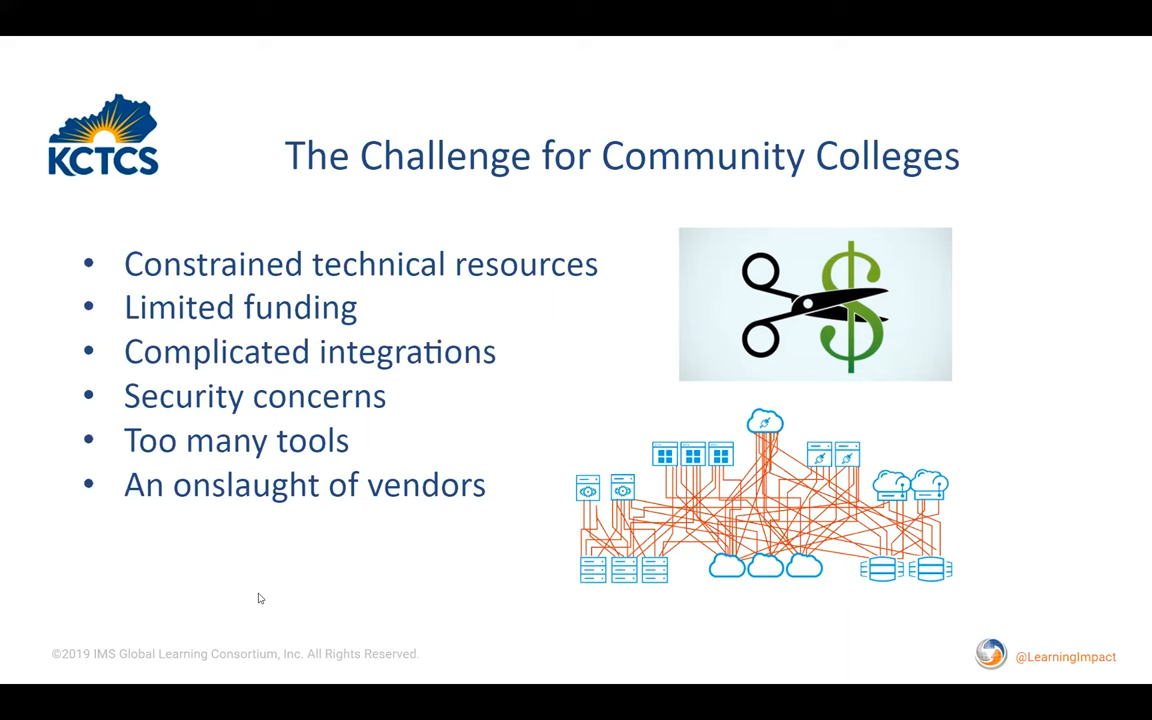 KCTCS
The Challenge for Community Colleges
• Constrained technical resources
• Limited funding
• Complicated integrations
• Security concerns
• Too many tools
• An onslaught of vendors
$
©2019 IMS Global Learning Consortium, Inc. All Rights Reserved.
@LearningImpact